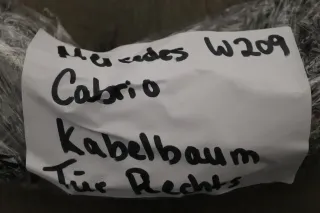 Mercedes W209
Cabrio
Kabelbaum
Tür Rechts